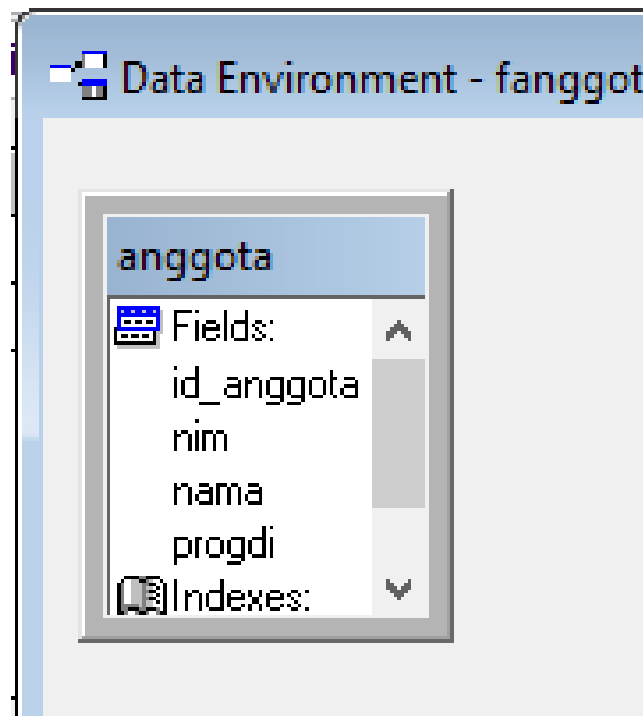 Data Environment - fanggot
anggota
Fields:
id_anggota
nim
nama
progdi
Indexes: